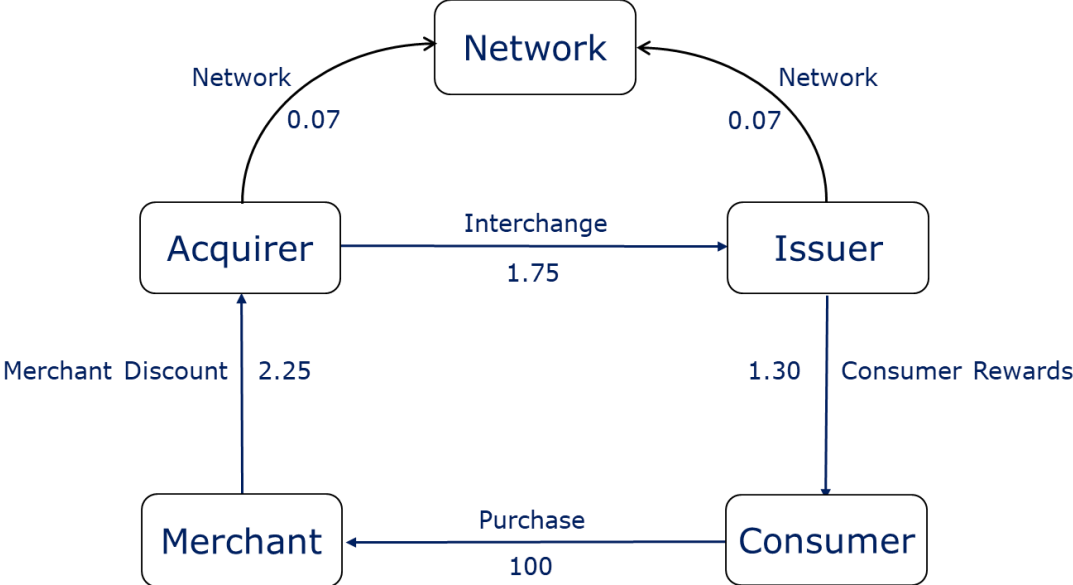 Network
Network
0.07
Network
0.07
Acquirer
Interchange
1.75
Issuer
Merchant Discount
2.25
1.30
Consumer Rewards
Merchant
Purchase
100
Consumer